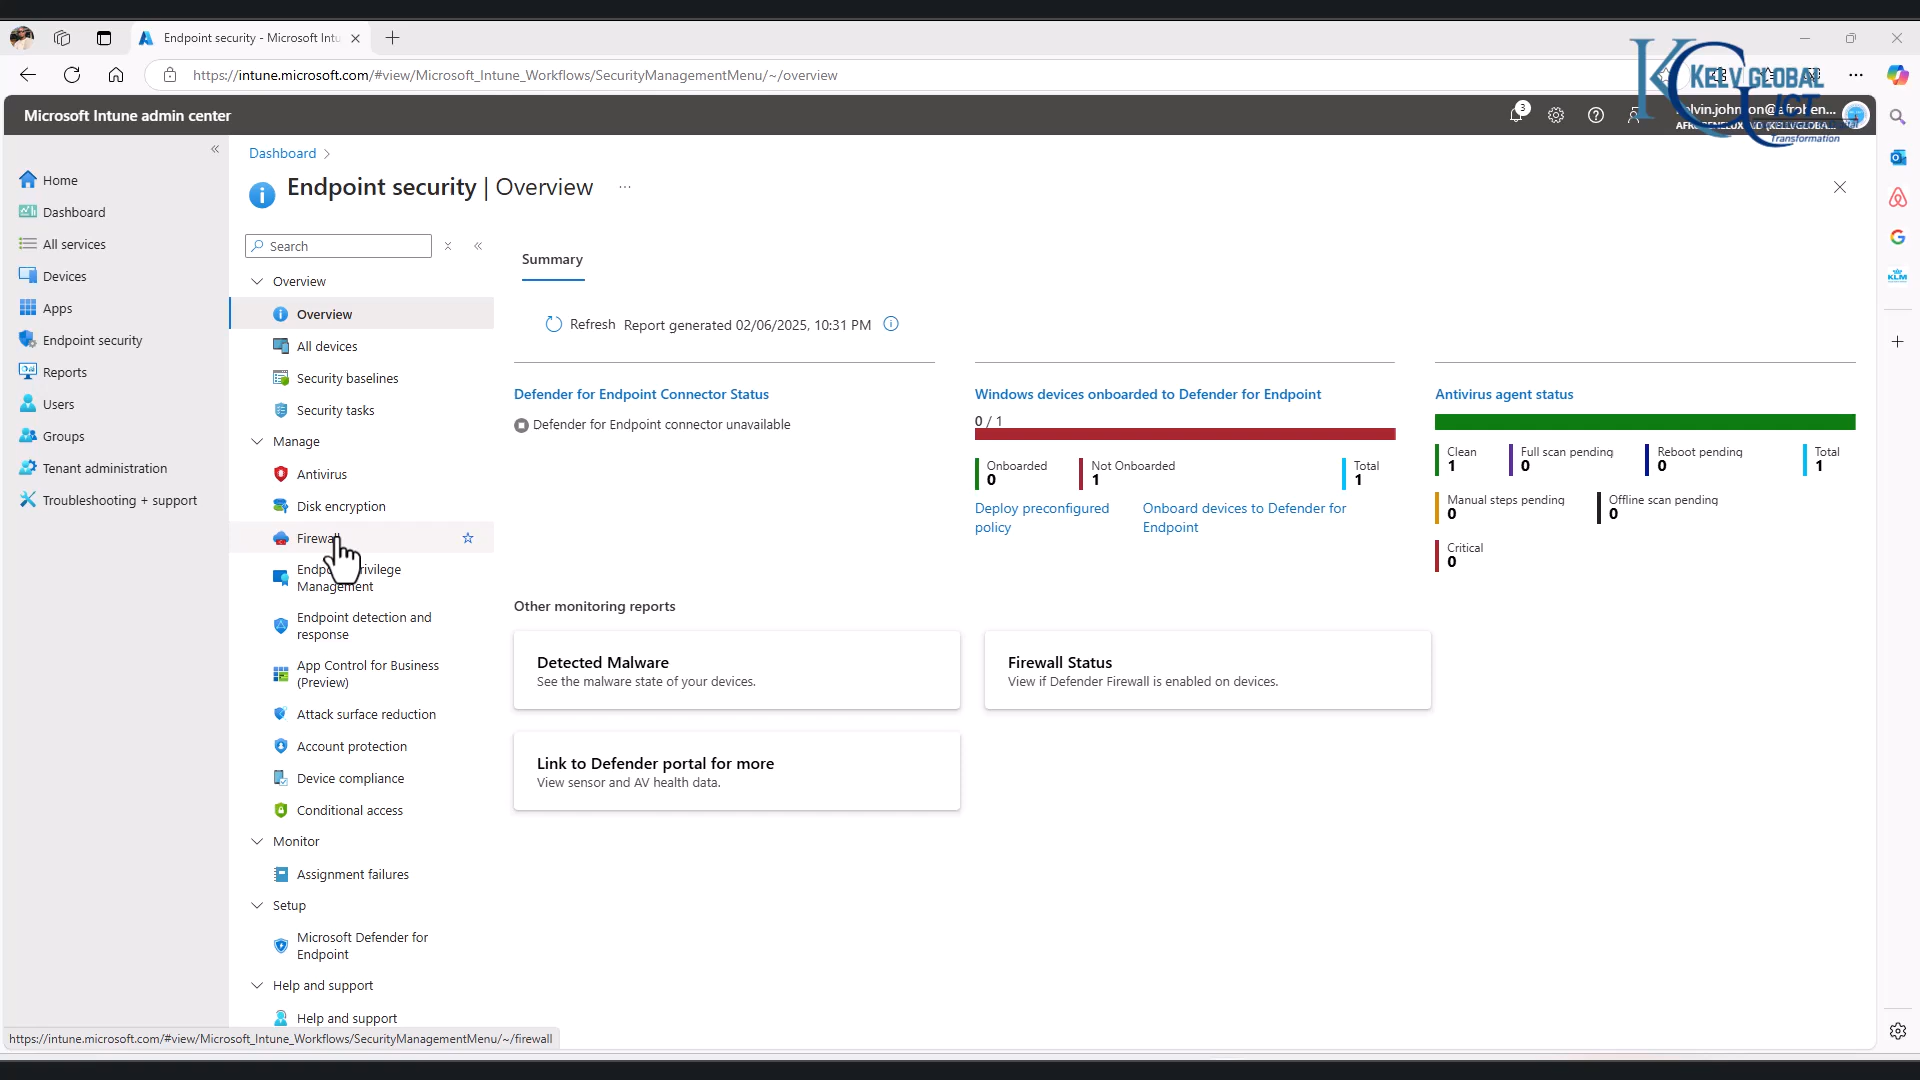 Endpoint security - Microsoft Intu
https://intune.microsoft.com/#view/Microsoft_Intune_Workflows/SecurityManagementMenu/~/overview
KEELV GLOBAL
ICT
Transformation
Microsoft Intune admin center
3
Home
Dashboard
All services
Devices
Apps
Endpoint security
Reports
Users
Groups
Tenant administration
Troubleshooting + support
Dashboard
Endpoint security | Overview
Search
Overview
Overview
All devices
Security baselines
Security tasks
Manage
Antivirus
Disk encryption
Firewall
Management
Endpoint detection and
response
App Control for Business
(Preview)
Attack surface reduction
Account protection
Device compliance
Conditional access
Monitor
Assignment failures
Setup
Microsoft Defender for
Endpoint
Help and support
Help and support
Summary
Refresh Report generated 02/06/2025, 10:31 PM
Defender for Endpoint Connector Status
Defender for Endpoint connector unavailable
Windows devices onboarded to Defender for Endpoint
0 / 1
Onboarded
0
Not Onboarded
1
Total
1
Deploy preconfigured
policy
Onboard devices to Defender for
Endpoint
Antivirus agent status
Clean
1
Full scan pending
0
Reboot pending
0
Total
1
Manual steps pending
0
Offline scan pending
0
Critical
0
Other monitoring reports
Detected Malware
See the malware state of your devices.
Firewall Status
View if Defender Firewall is enabled on devices.
Link to Defender portal for more
View sensor and AV health data.
KLM
https://intune.microsoft.com/#view/Microsoft_Intune_Workflows/SecurityManagementMenu/~/firewall